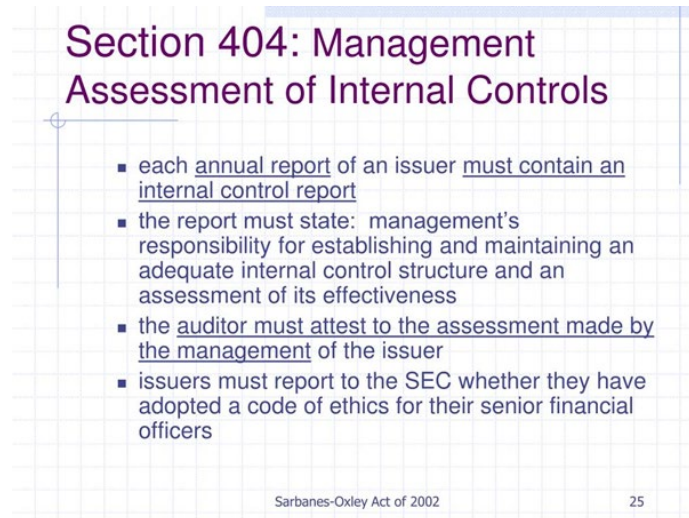 Section 404: Management
Assessment of Internal Controls
▪ each annual report of an issuer must contain an
internal control report
▪ the report must state: management's
responsibility for establishing and maintaining an
adequate internal control structure and an
assessment of its effectiveness
▪ the auditor must attest to the assessment made by
the management of the issuer
▪ issuers must report to the SEC whether they have
adopted a code of ethics for their senior financial
officers
Sarbanes-Oxley Act of 2002 25